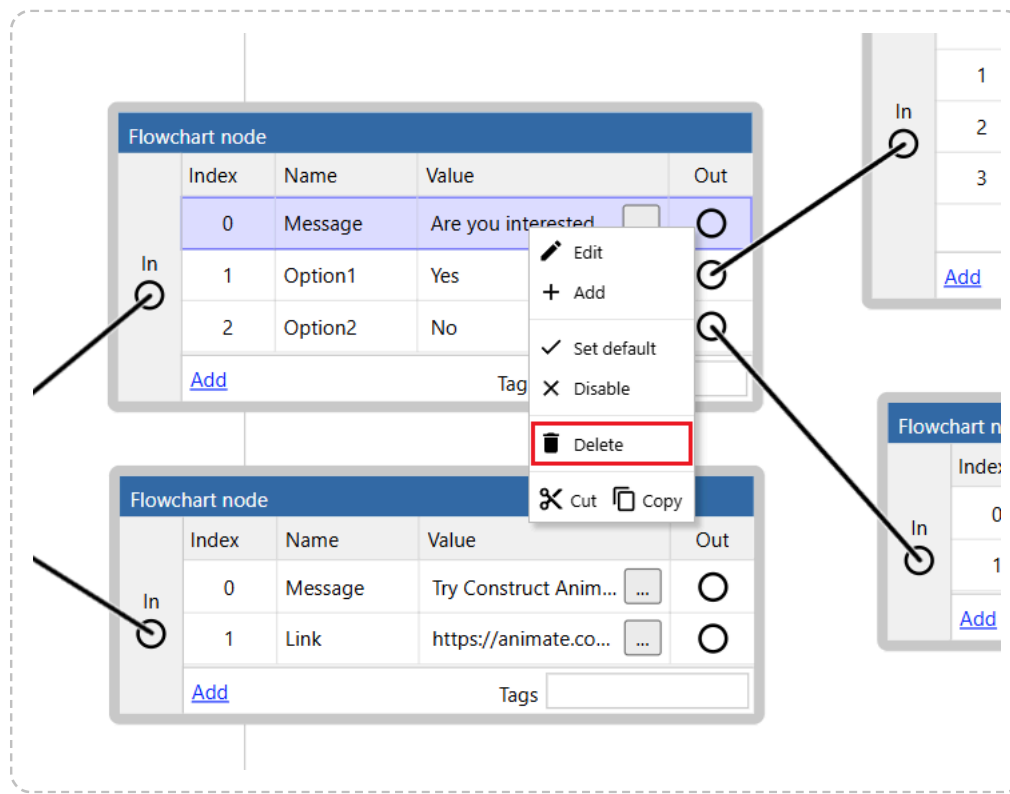 Flowchart node
Index Name Value Out
0 Message Are you interested
In
1 Option1 Yes
2 Option2 No
Add Tag
Edit
Add
Set default
Disable
Delete
Cut Copy
Flowchart node
Index Name Value Out
0 Message Try Construct Anim... ...
In
1 Link https://animate.co... ...
Add Tags
1
In
2
3
Add
Flowchart n
Index
0
In
1
Add